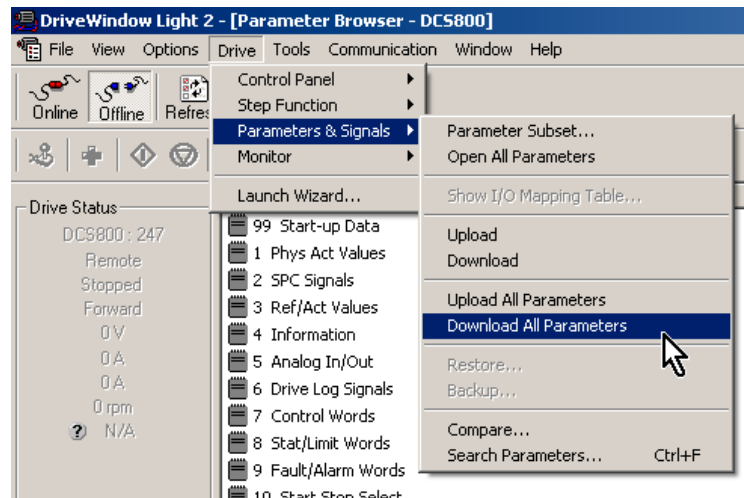 DriveWindow Light 2 - [Parameter Browser - DCS800]
File View Options Drive Tools Communication Window Help
Online Offline Refres
Control Panel
Step Function
Parameters & Signals
Monitor
Launch Wizard...
Parameter Subset...
Open All Parameters
Show I/O Mapping Table...
Upload
Download
Upload All Parameters
Download All Parameters
Restore...
Backup...
Compare...
Search Parameters... Ctrl+F
Drive Status
DCS800 : 247
Remote
Stopped
Forward
0 V
0 A
0 A
0 rpm
? N/A
99 Start-up Data
1 Phys Act Values
2 SPC Signals
3 Ref/Act Values
4 Information
5 Analog In/Out
6 Drive Log Signals
7 Control Words
8 Stat/Limit Words
9 Fault/Alarm Words
10 Start Stop Select